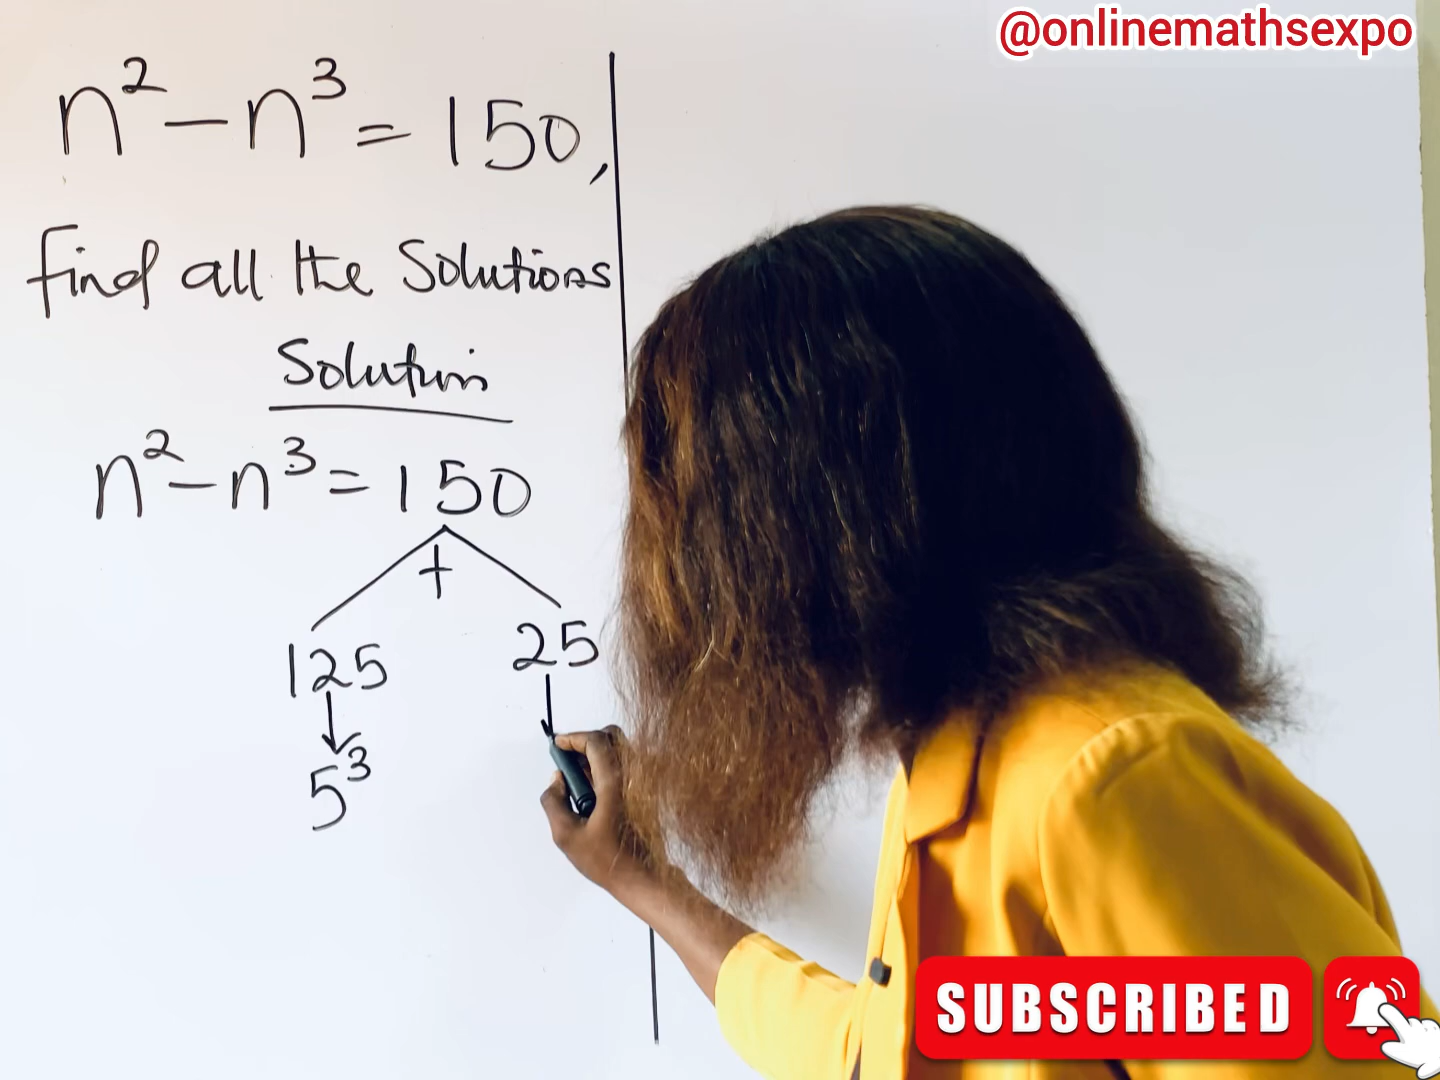 @onlinemathsexpo
n²-n³=150,
Find all the Solutions
Solution
n²-n³=150
+
125 25
5³
SUBSCRIBED